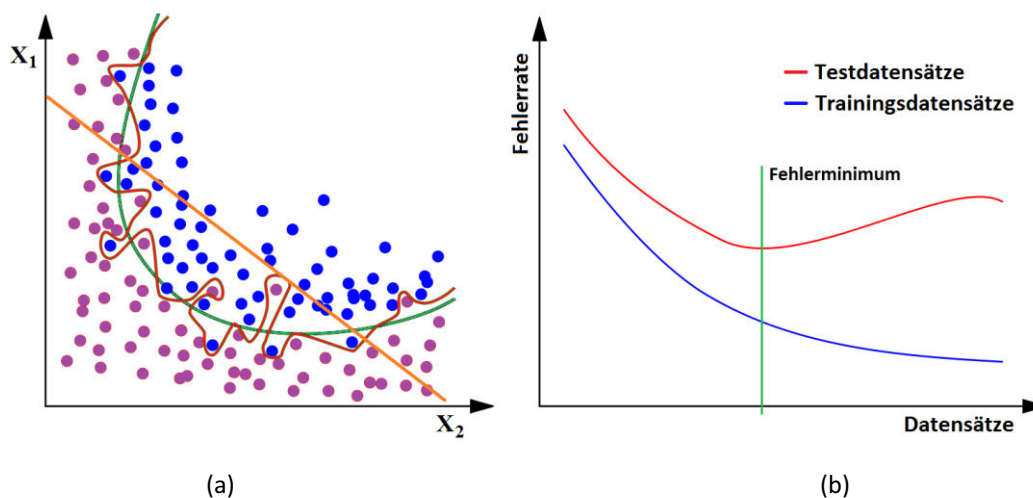 X1
X2
(a)
Fehlerrate
Testdatensätze
Trainingsdatensätze
Fehlerminimum
Datensätze
(b)